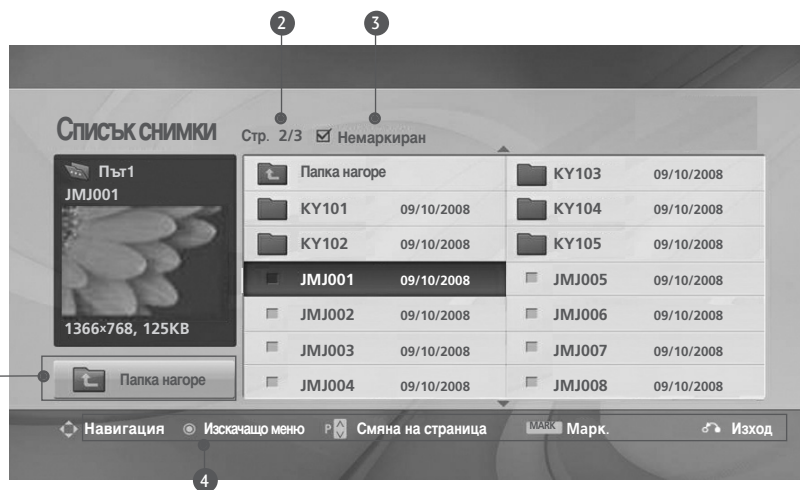 2 3
Списък снимки Стр. 2/3 Немаркиран
Път1
JMJ001
1366×768, 125KB
Папка нагоре
Папка нагоре
KY101 09/10/2008
KY102 09/10/2008
JMJ001 09/10/2008
JMJ002 09/10/2008
JMJ003 09/10/2008
JMJ004 09/10/2008
KY103 09/10/2008
KY104 09/10/2008
KY105 09/10/2008
JMJ005 09/10/2008
JMJ006 09/10/2008
JMJ007 09/10/2008
JMJ008 09/10/2008
Навигация Изскачащо меню P Смяна на страница MARK Марк. Изход
4